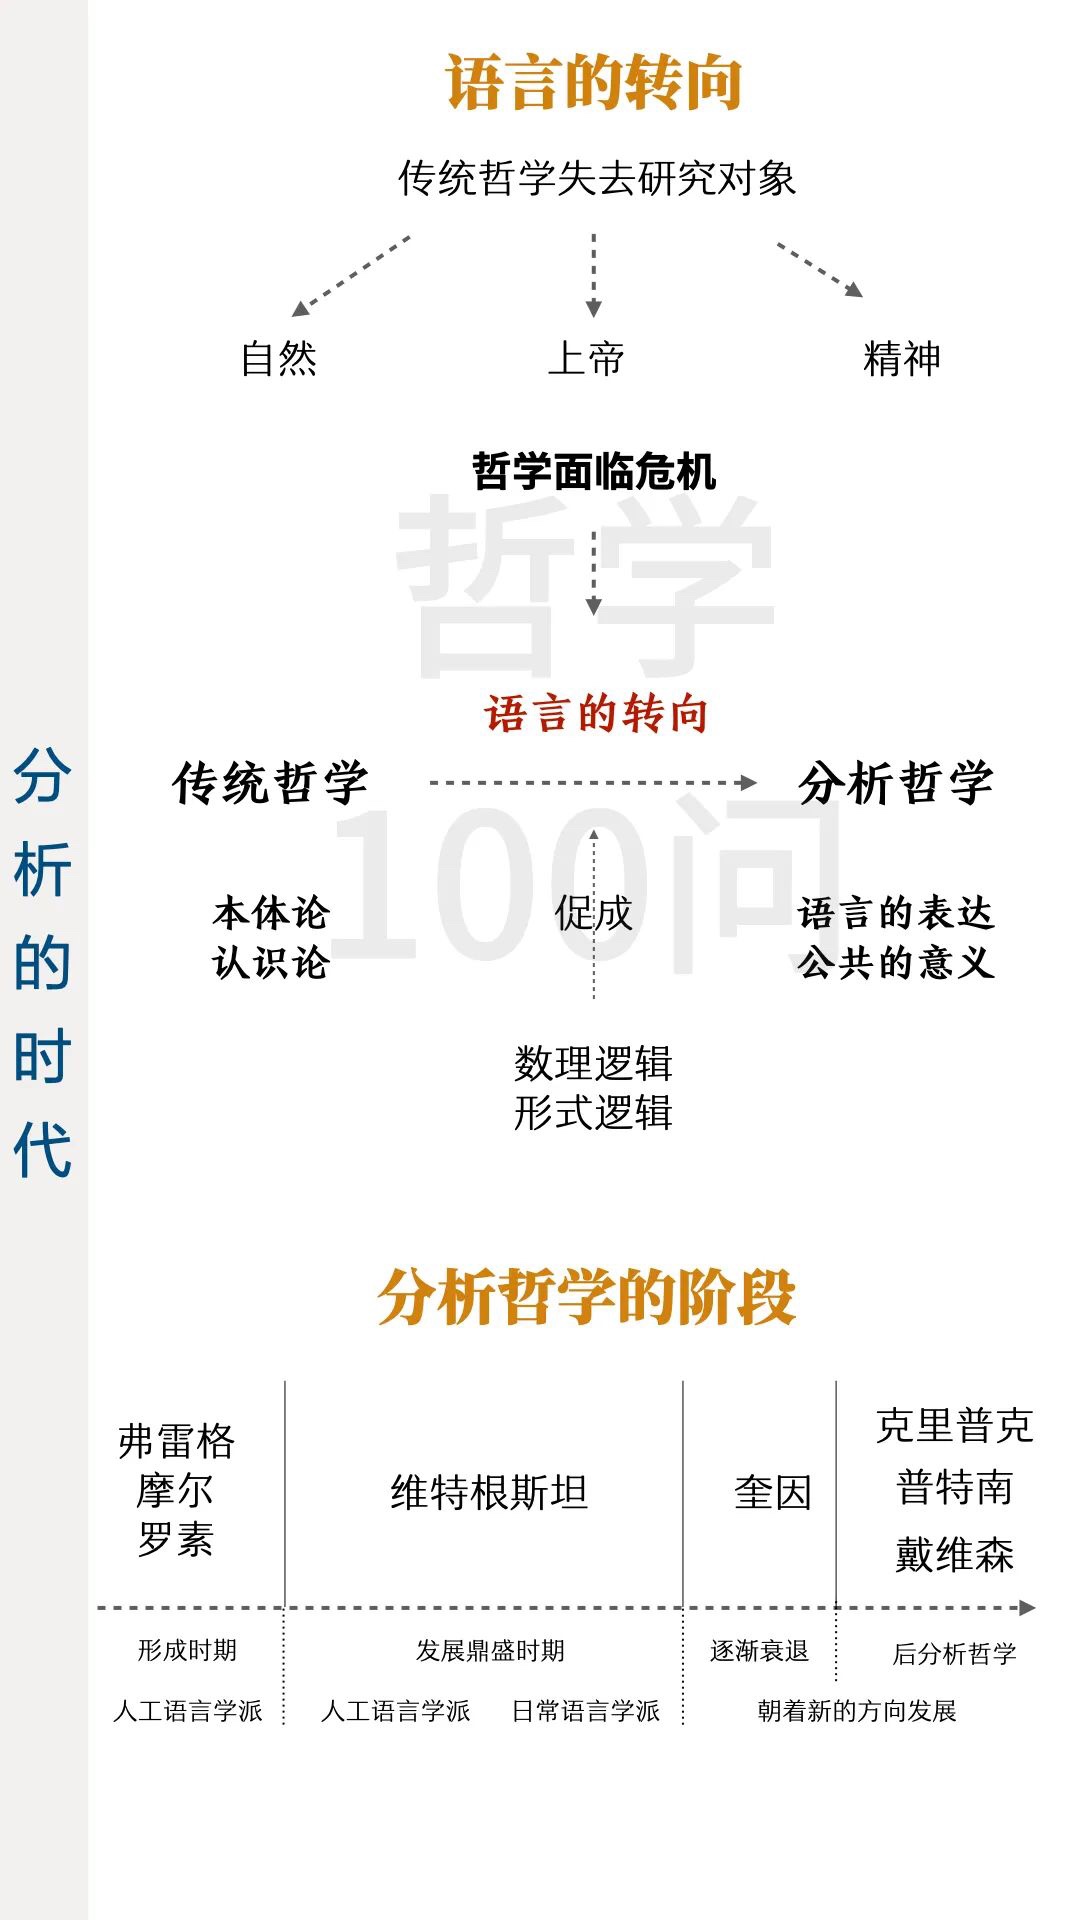 语言的转向
传统哲学失去研究对象
自然
上帝
精神
哲学面临危机
哲学
100问
语言的转向
传统哲学
分析哲学
本体论
认识论
促成
语言的表达
公共的意义
数理逻辑
形式逻辑
分析的时代
分析哲学的阶段
弗雷格
摩尔
罗素
维特根斯坦
奎因
克里普克
普特南
戴维森
形成时期
发展鼎盛时期
逐渐衰退
后分析哲学
人工语言学派
人工语言学派
日常语言学派
朝着新的方向发展